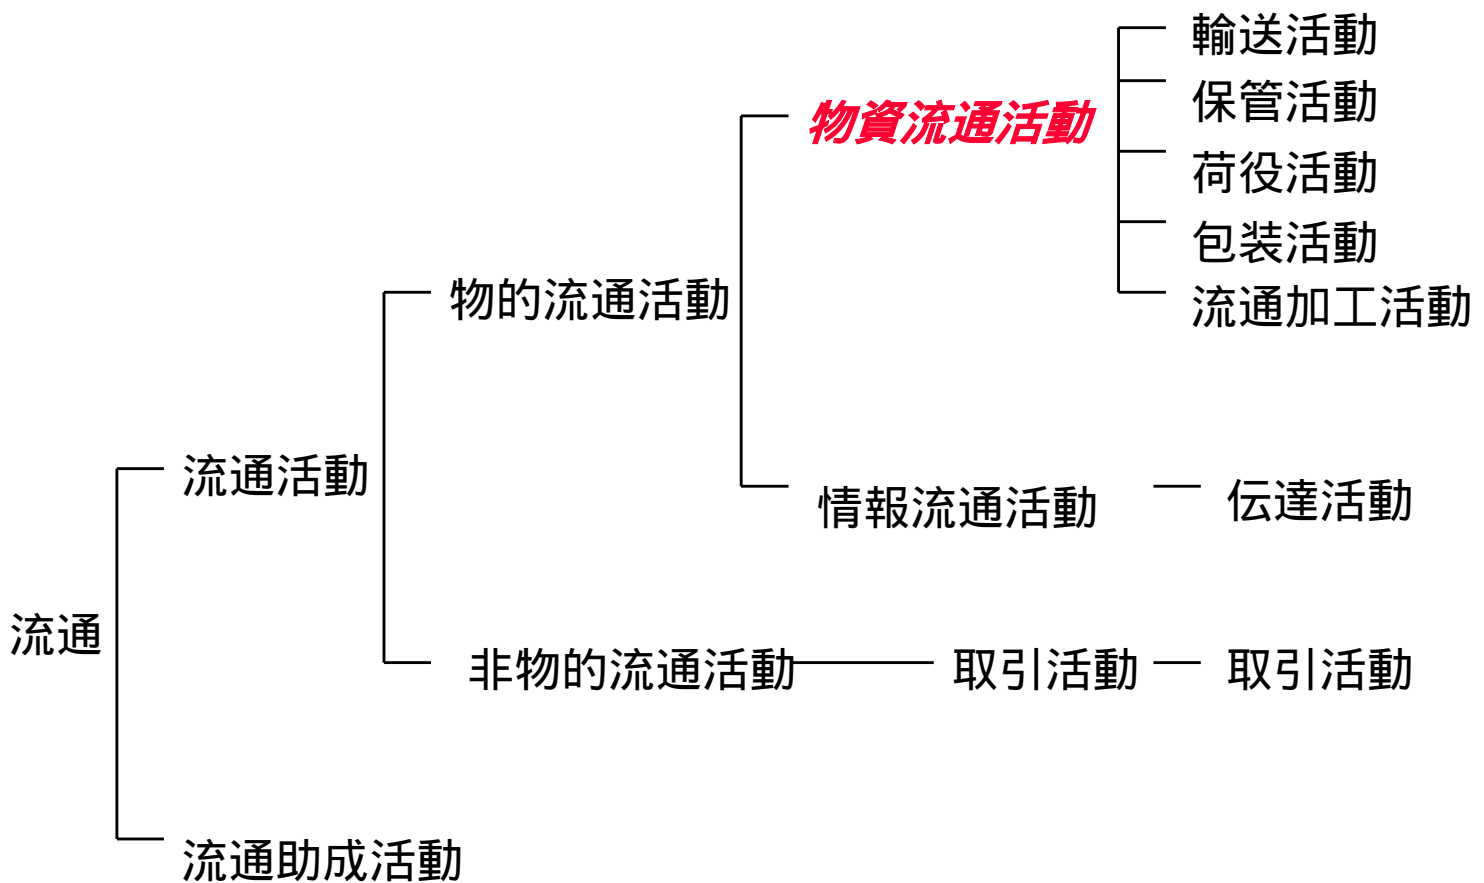 輸送活動
保管活動
物資流通活動
荷役活動
包装活動
物的流通活動
流通加工活動
流通活動
情報流通活動
伝達活動
流通
非物的流通活動
取引活動
取引活動
流通助成活動